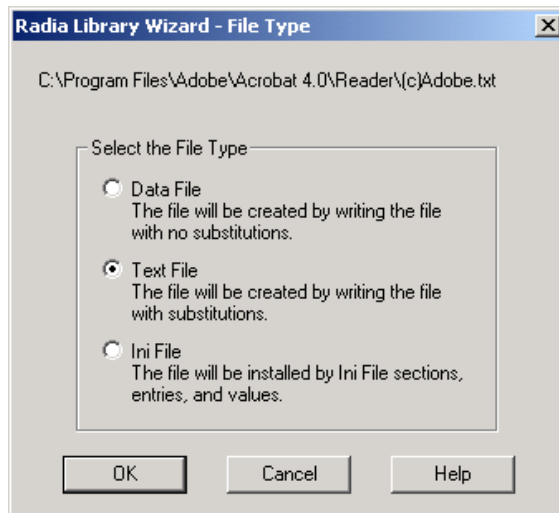 Radia Library Wizard - File Type
C:\Program Files\Adobe\Acrobat 4.0\Reader\(c)Adobe.txt
Select the File Type
Data File
The file will be created by writing the file
with no substitutions.
Text File
The file will be created by writing the file
with substitutions.
Ini File
The file will be installed by Ini File sections,
entries, and values.
OK Cancel Help